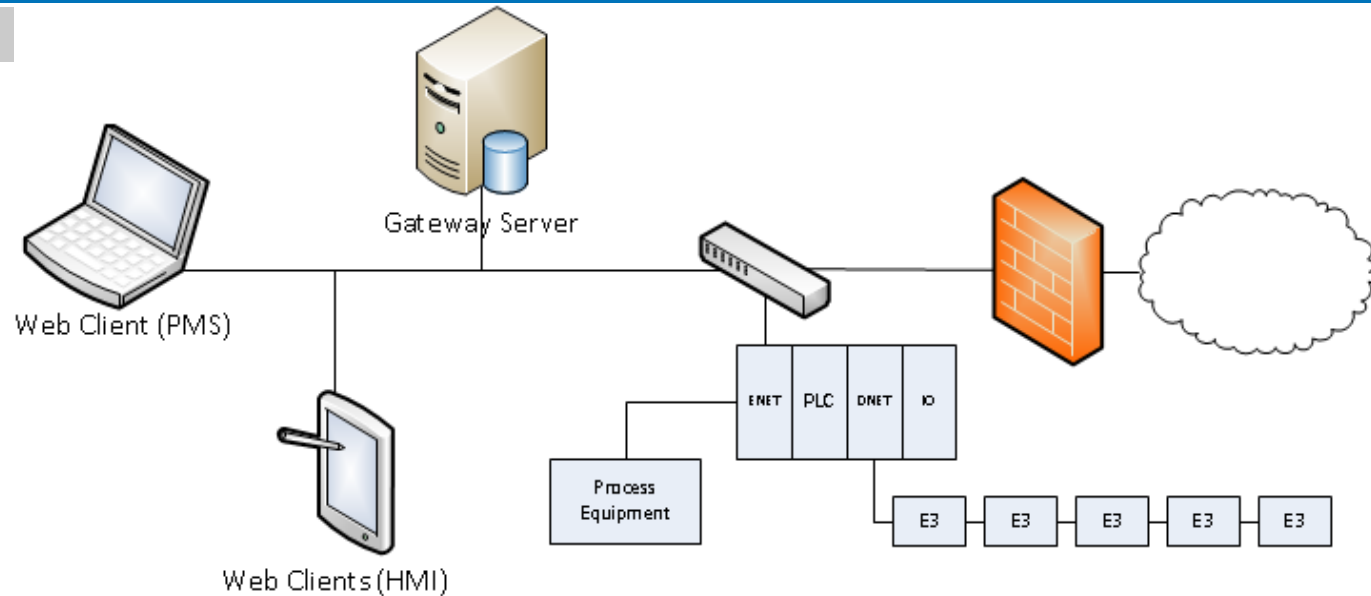 Gateway Server
Web Client (PMS)
ENET PLC DNET IO
Process
Equipment
E3 E3 E3 E3 E3
Web Clients (HMI)